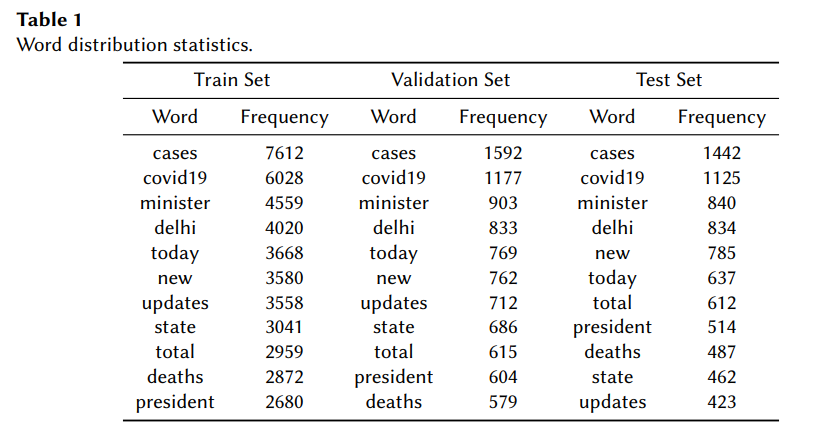 Table 1
Word distribution statistics.
Train Set Validation Set Test Set
Word Frequency Word Frequency Word Frequency
cases 7612 cases 1592 cases 1442
covid19 6028 covid19 1177 covid19 1125
minister 4559 minister 903 minister 840
delhi 4020 delhi 833 delhi 834
today 3668 today 769 new 785
new 3580 new 762 today 637
updates 3558 updates 712 total 612
state 3041 state 686 president 514
total 2959 total 615 deaths 487
deaths 2872 president 604 state 462
president 2680 deaths 579 updates 423